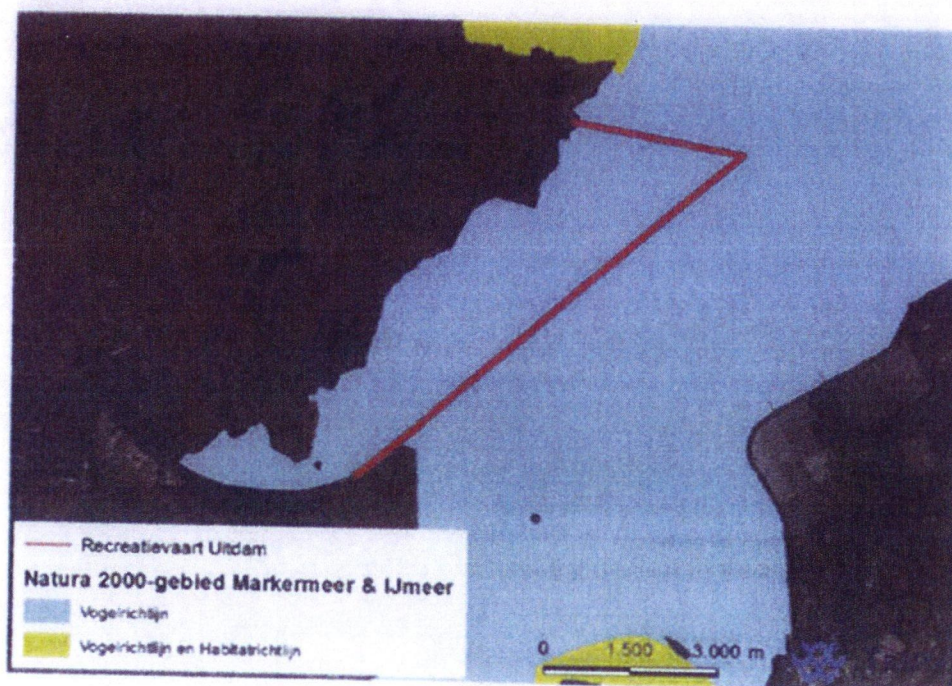 Recreatievaart Uitdam
Natura 2000-gebied Markermeer & IJmeer
Vogelrichtlijn
Vogelrichtlijn en Habitatrichtlijn
0 1.500 3.000 m